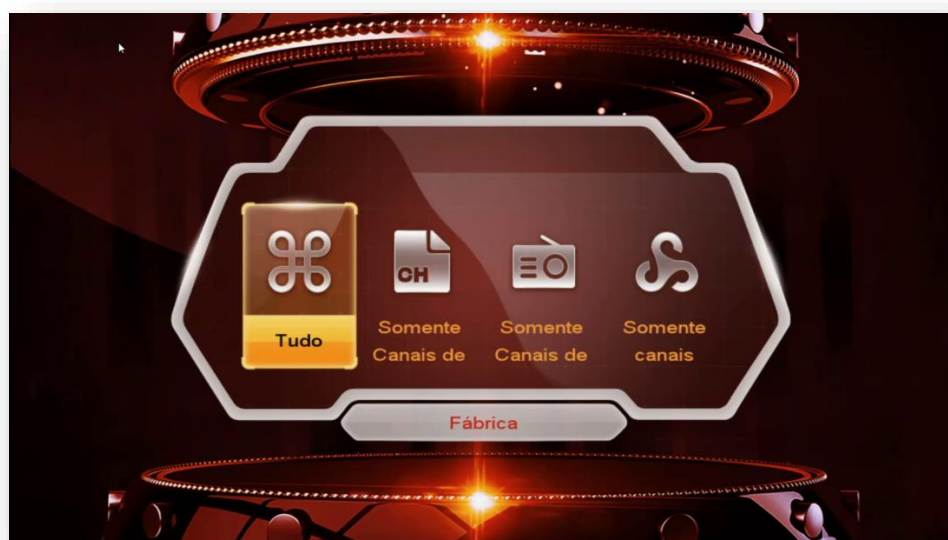 CH
Tudo
Somente
Canais de
Somente
Canais de
Somente
canais
Fábrica